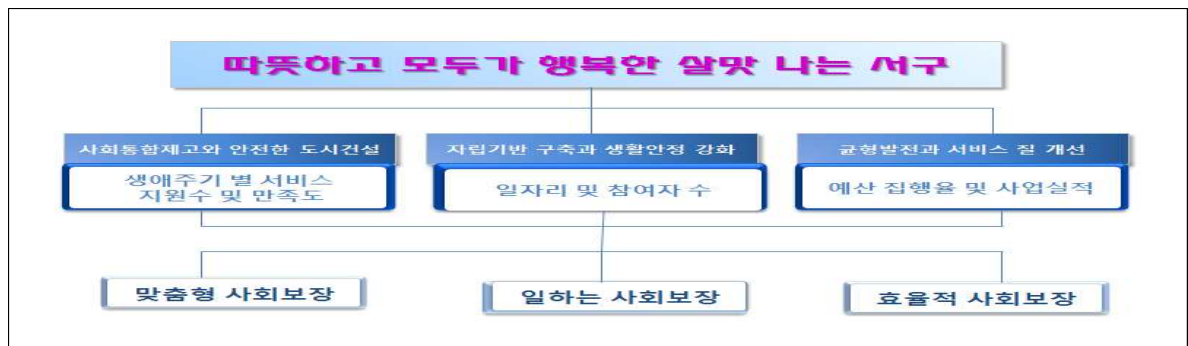 따뜻하고 모두가 행복한 살맛 나는 서구
사회통합제고와 안전한 도시건설
생애주기 별 서비스
지원수 및 만족도
자립기반 구축과 생활안정 강화
일자리 및 참여자 수
균형발전과 서비스 질 개선
예산 집행율 및 사업실적
맞춤형 사회보장
일하는 사회보장
효율적 사회보장